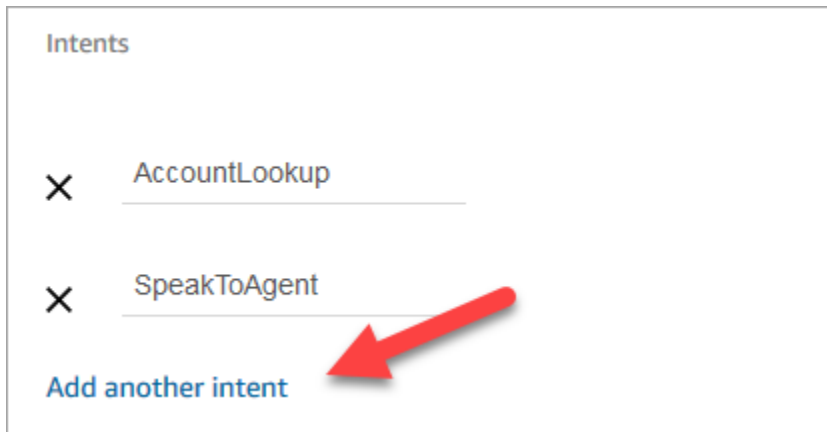 Intents
AccountLookup
SpeakToAgent
Add another intent